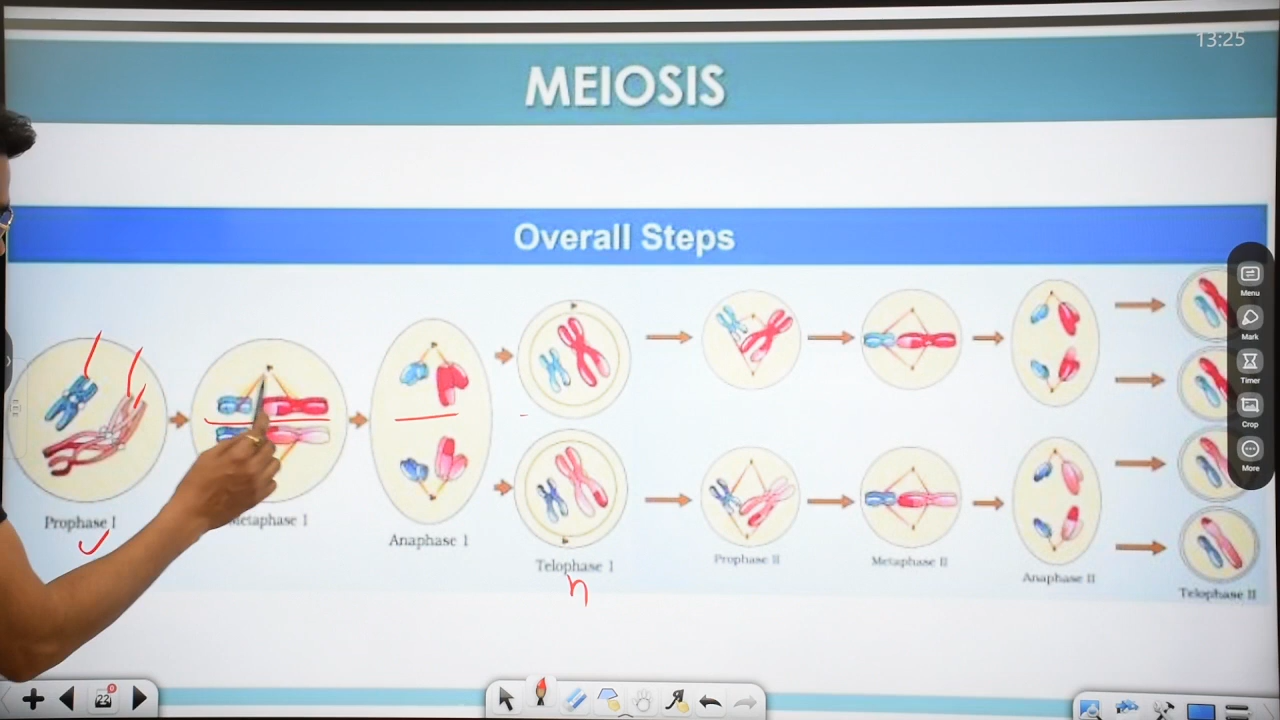 13:25
MEIOSIS
Overall Steps
Menu
Mark
Timer
Crop
More
Prophase I
Metaphase I
Anaphase I
Telophase I
n
Prophase II
Metaphase II
Anaphase II
Telophase II
22